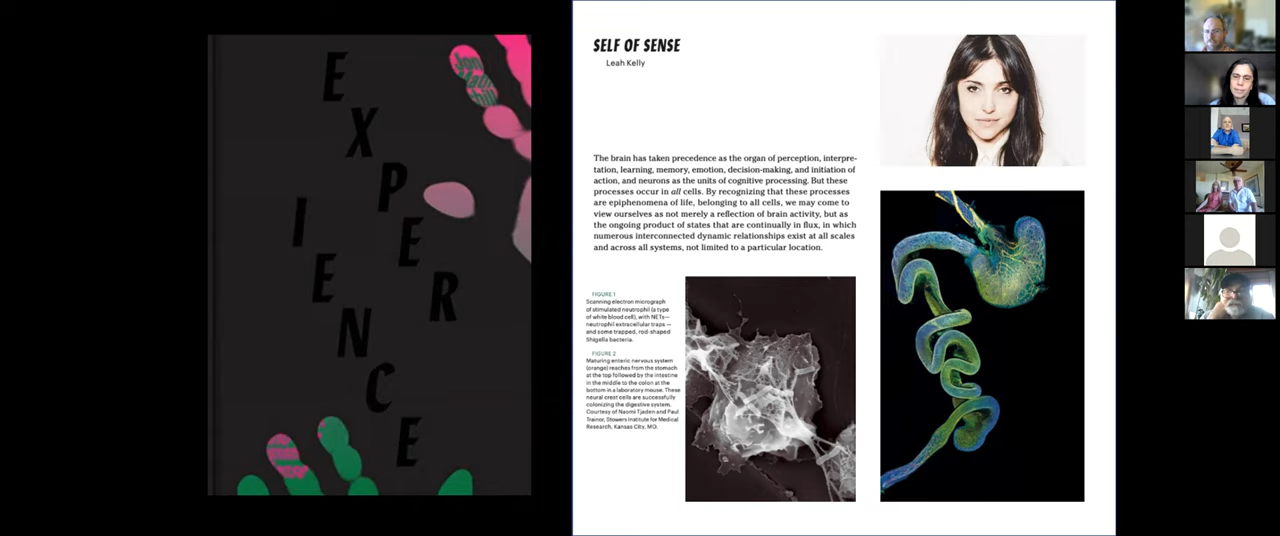 EXPERIENCE
SELF OF SENSE
Leah Kelly
The brain has taken precedence as the organ of perception, interpre-
tation, learning, memory, emotion, decision-making, and initiation of
action, and neurons as the units of cognitive processing. But these
processes occur in all cells. By recognizing that these processes
are epiphenomena of life, belonging to all cells, we may come to
view ourselves as not merely a reflection of brain activity, but as
the ongoing product of states that are continually in flux, in which
numerous interconnected dynamic relationships exist at all scales
and across all systems, not limited to a particular location.
FIGURE 1
Scanning electron micrograph
of stimulated neutrophil (a type
of white blood cell), with NETs—
neutrophil extracellular traps —
and some trapped, rod-shaped
Shigella bacteria.
FIGURE 2
Maturing enteric nervous system
(orange) reaches from the stomach
at the top followed by the intestine
in the middle to the colon at the
bottom in a laboratory mouse. These
neural crest cells are successfully
colonizing the digestive system.
Courtesy of Naomi Tjaden and Paul
Trainor, Stowers Institute for Medical
Research, Kansas City, MO.